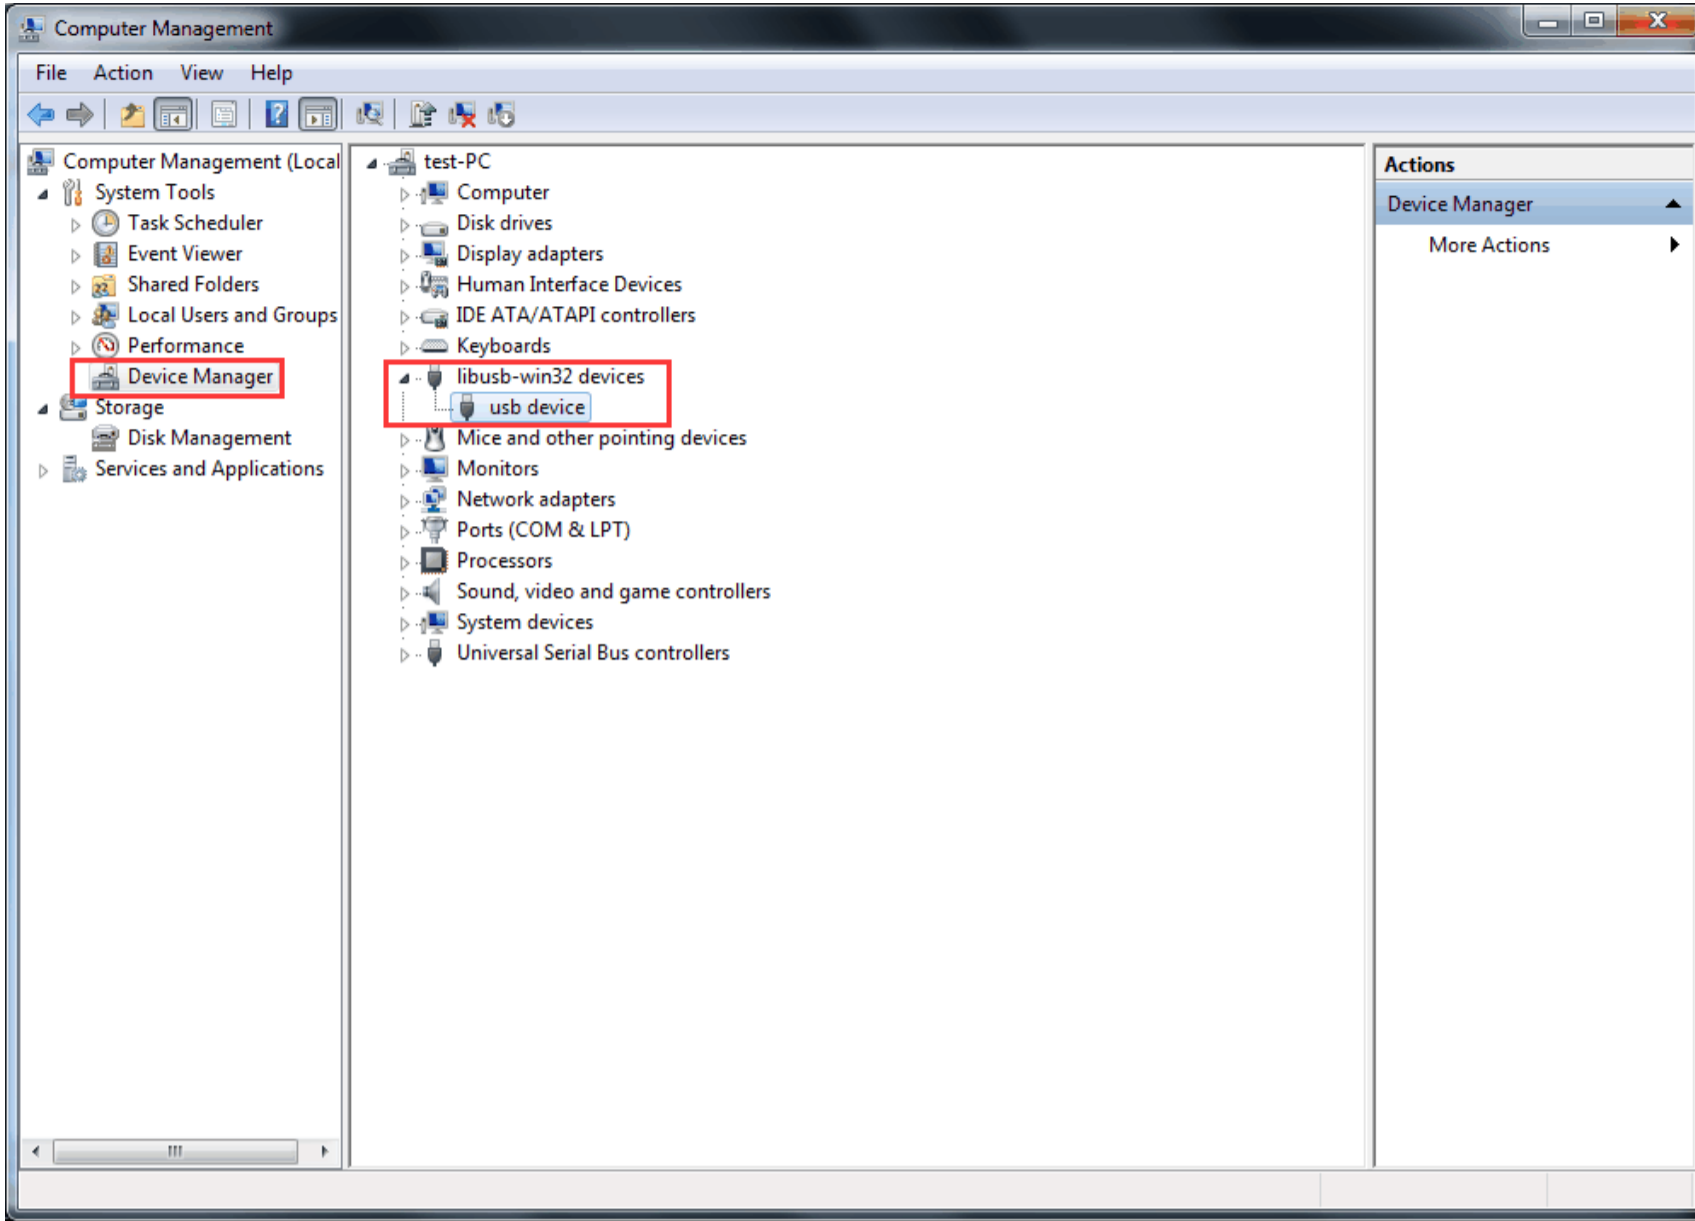 Computer Management
File Action View Help
Computer Management (Local
System Tools
Task Scheduler
Event Viewer
Shared Folders
Local Users and Groups
Performance
Device Manager
Storage
Disk Management
Services and Applications
test-PC
Computer
Disk drives
Display adapters
Human Interface Devices
IDE ATA/ATAPI controllers
Keyboards
libusb-win32 devices
usb device
Mice and other pointing devices
Monitors
Network adapters
Ports (COM & LPT)
Processors
Sound, video and game controllers
System devices
Universal Serial Bus controllers
Actions
Device Manager
More Actions